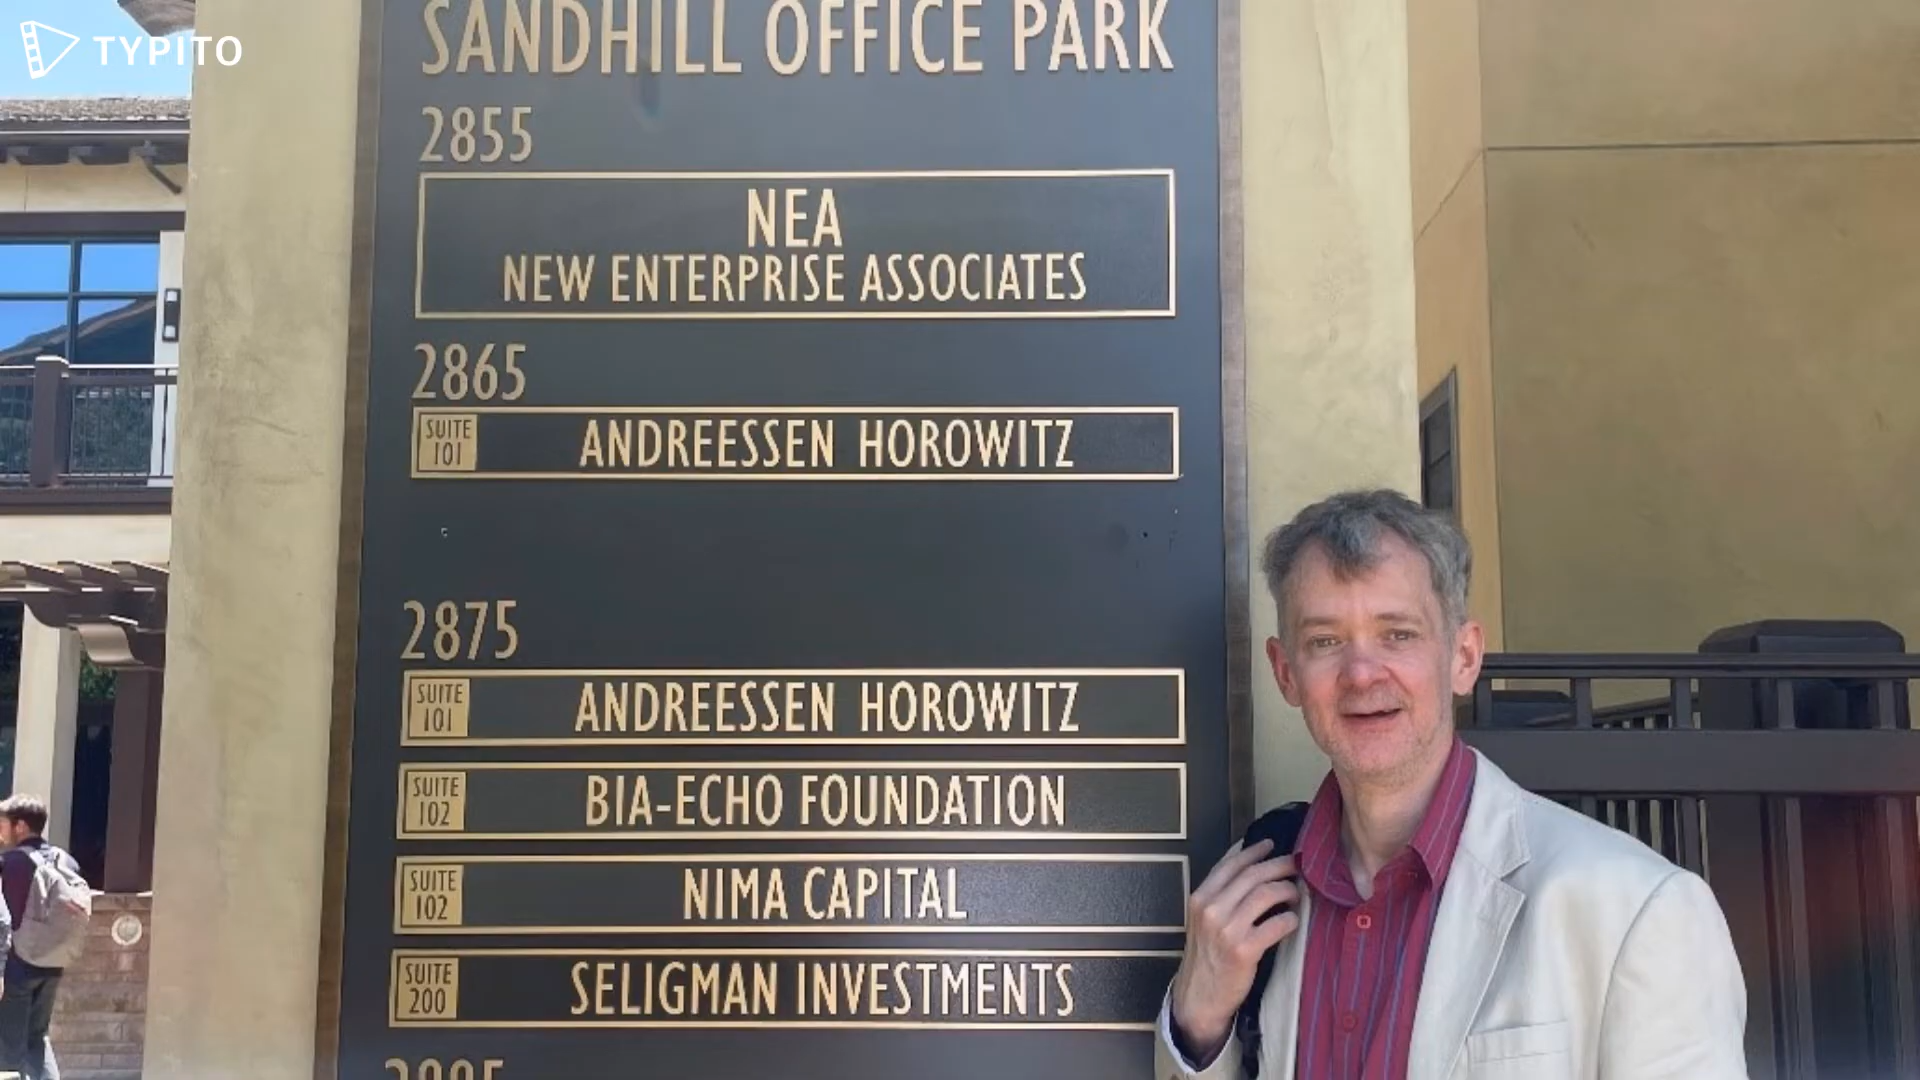 TYPITO
SANDHILL OFFICE PARK
2855
NEA
NEW ENTERPRISE ASSOCIATES
2865
SUITE 101
ANDREESSEN HOROWITZ
2875
SUITE 101
ANDREESSEN HOROWITZ
SUITE 102
BIA-ECHO FOUNDATION
SUITE 102
NIMA CAPITAL
SUITE 200
SELIGMAN INVESTMENTS